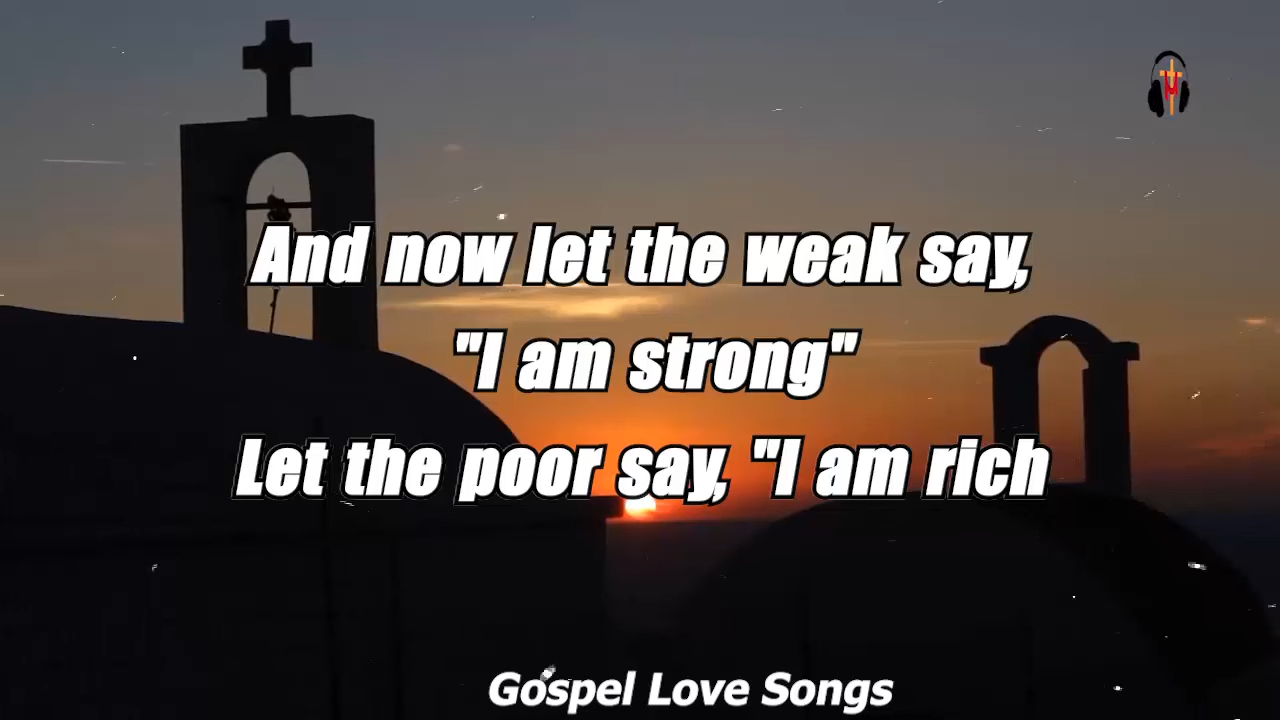 And now let the weak say,
"I am strong"
Let the poor say, "I am rich
Gospel Love Songs